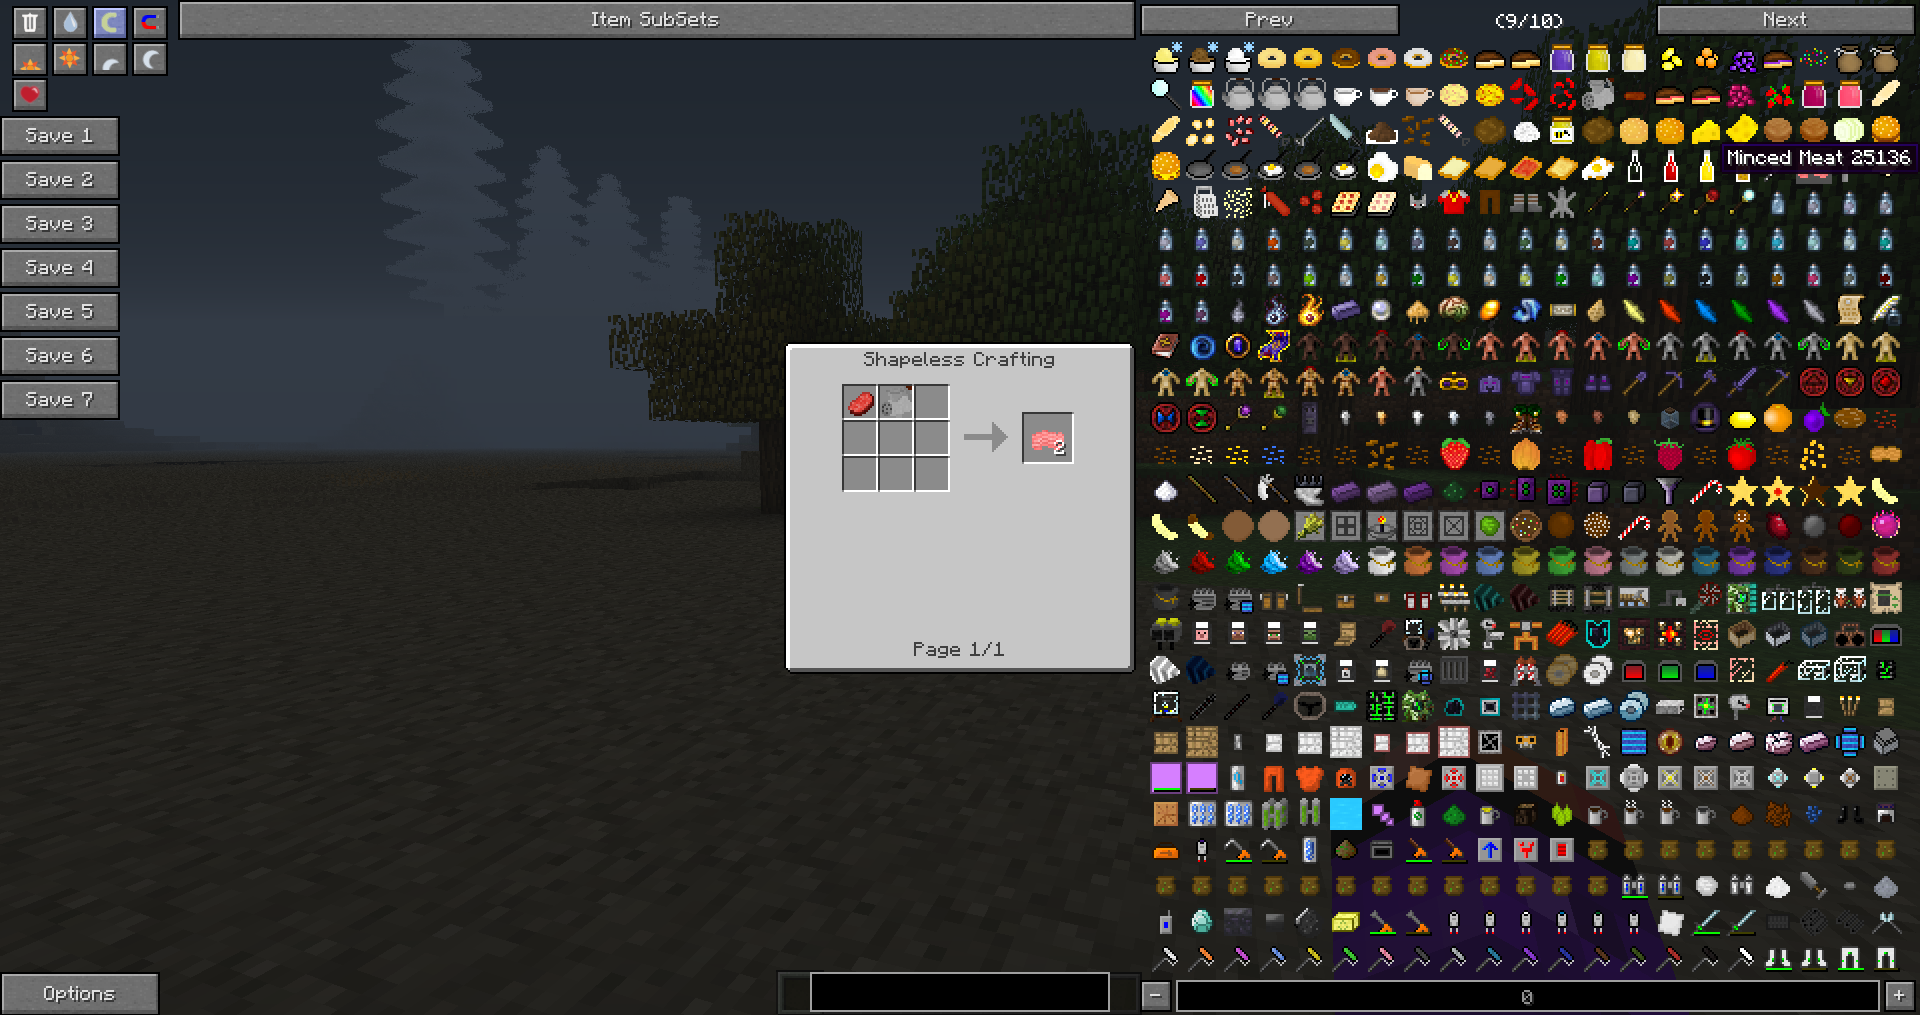 Item SubSets
Prev
(9/10)
Next
Save 1
Save 2
Save 3
Save 4
Save 5
Save 6
Save 7
Minced Meat 25136
Shapeless Crafting
2
Page 1/1
Options
-
0
+